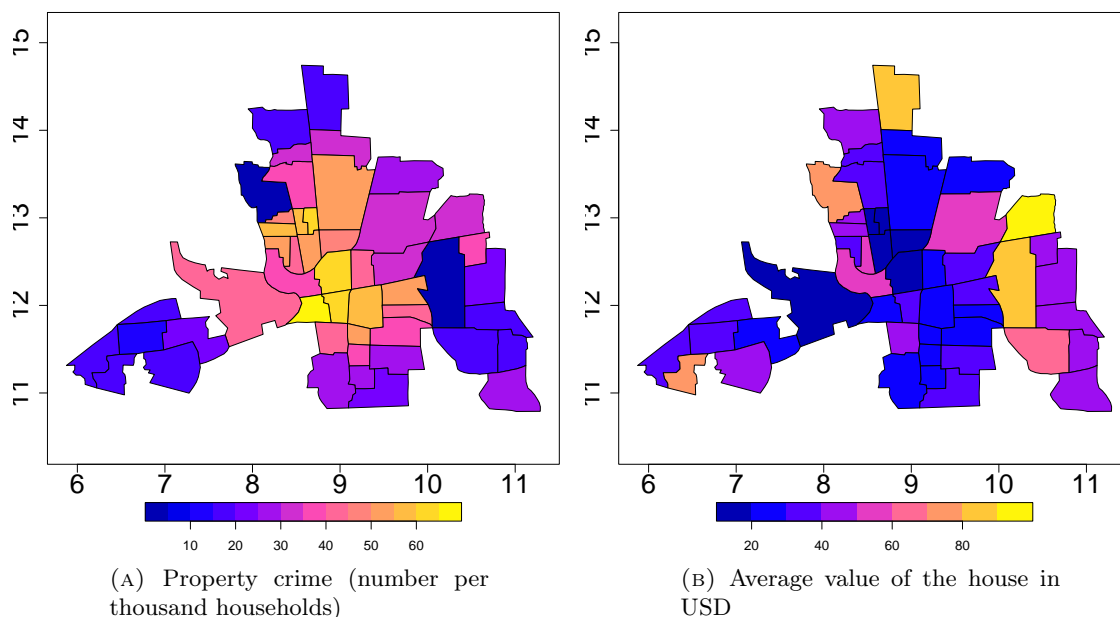 15
14
13
12
11
6 7 8 9 10 11
10 20 30 40 50 60
(A) Property crime (number per
thousand households)
15
14
13
12
11
6 7 8 9 10 11
20 40 60 80
(B) Average value of the house in
USD